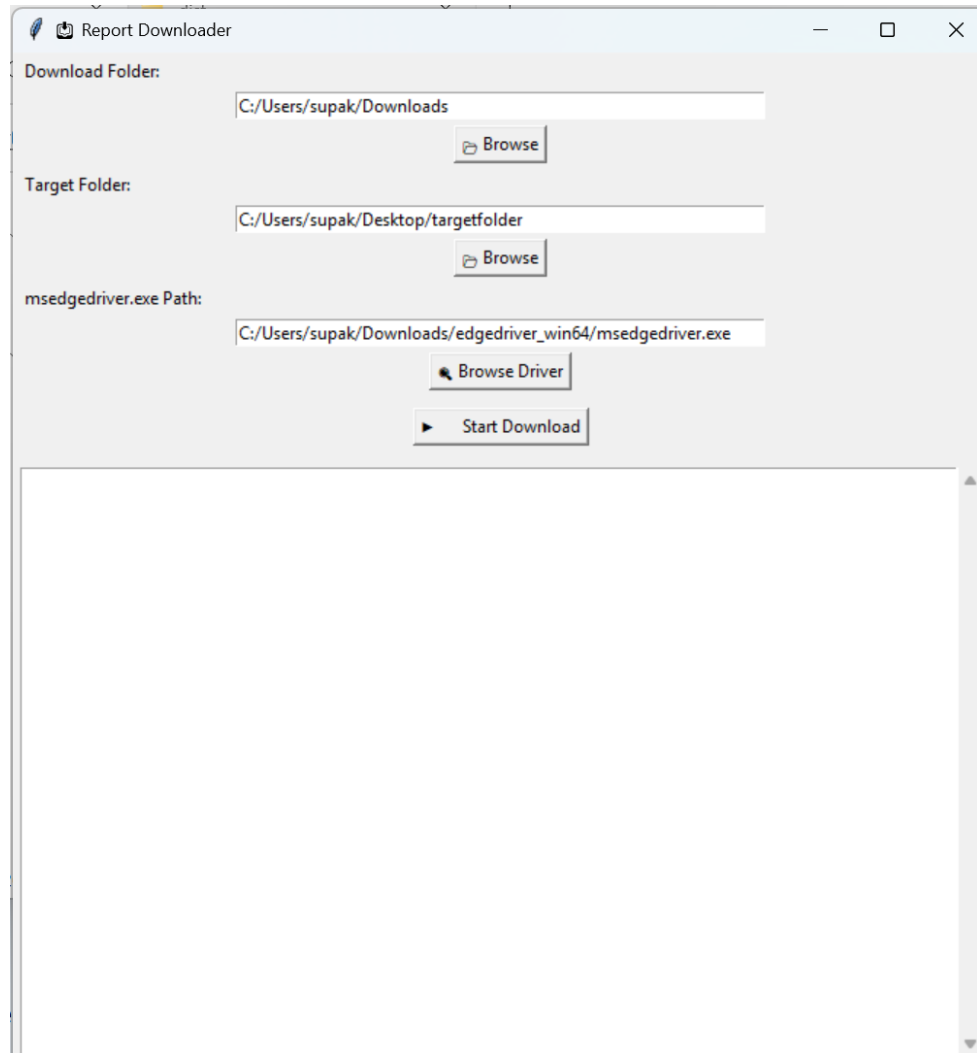 Report Downloader
Download Folder:
C:/Users/supak/Downloads
Browse
Target Folder:
C:/Users/supak/Desktop/targetfolder
Browse
msedgedriver.exe Path:
C:/Users/supak/Downloads/edgedriver_win64/msedgedriver.exe
Browse Driver
Start Download